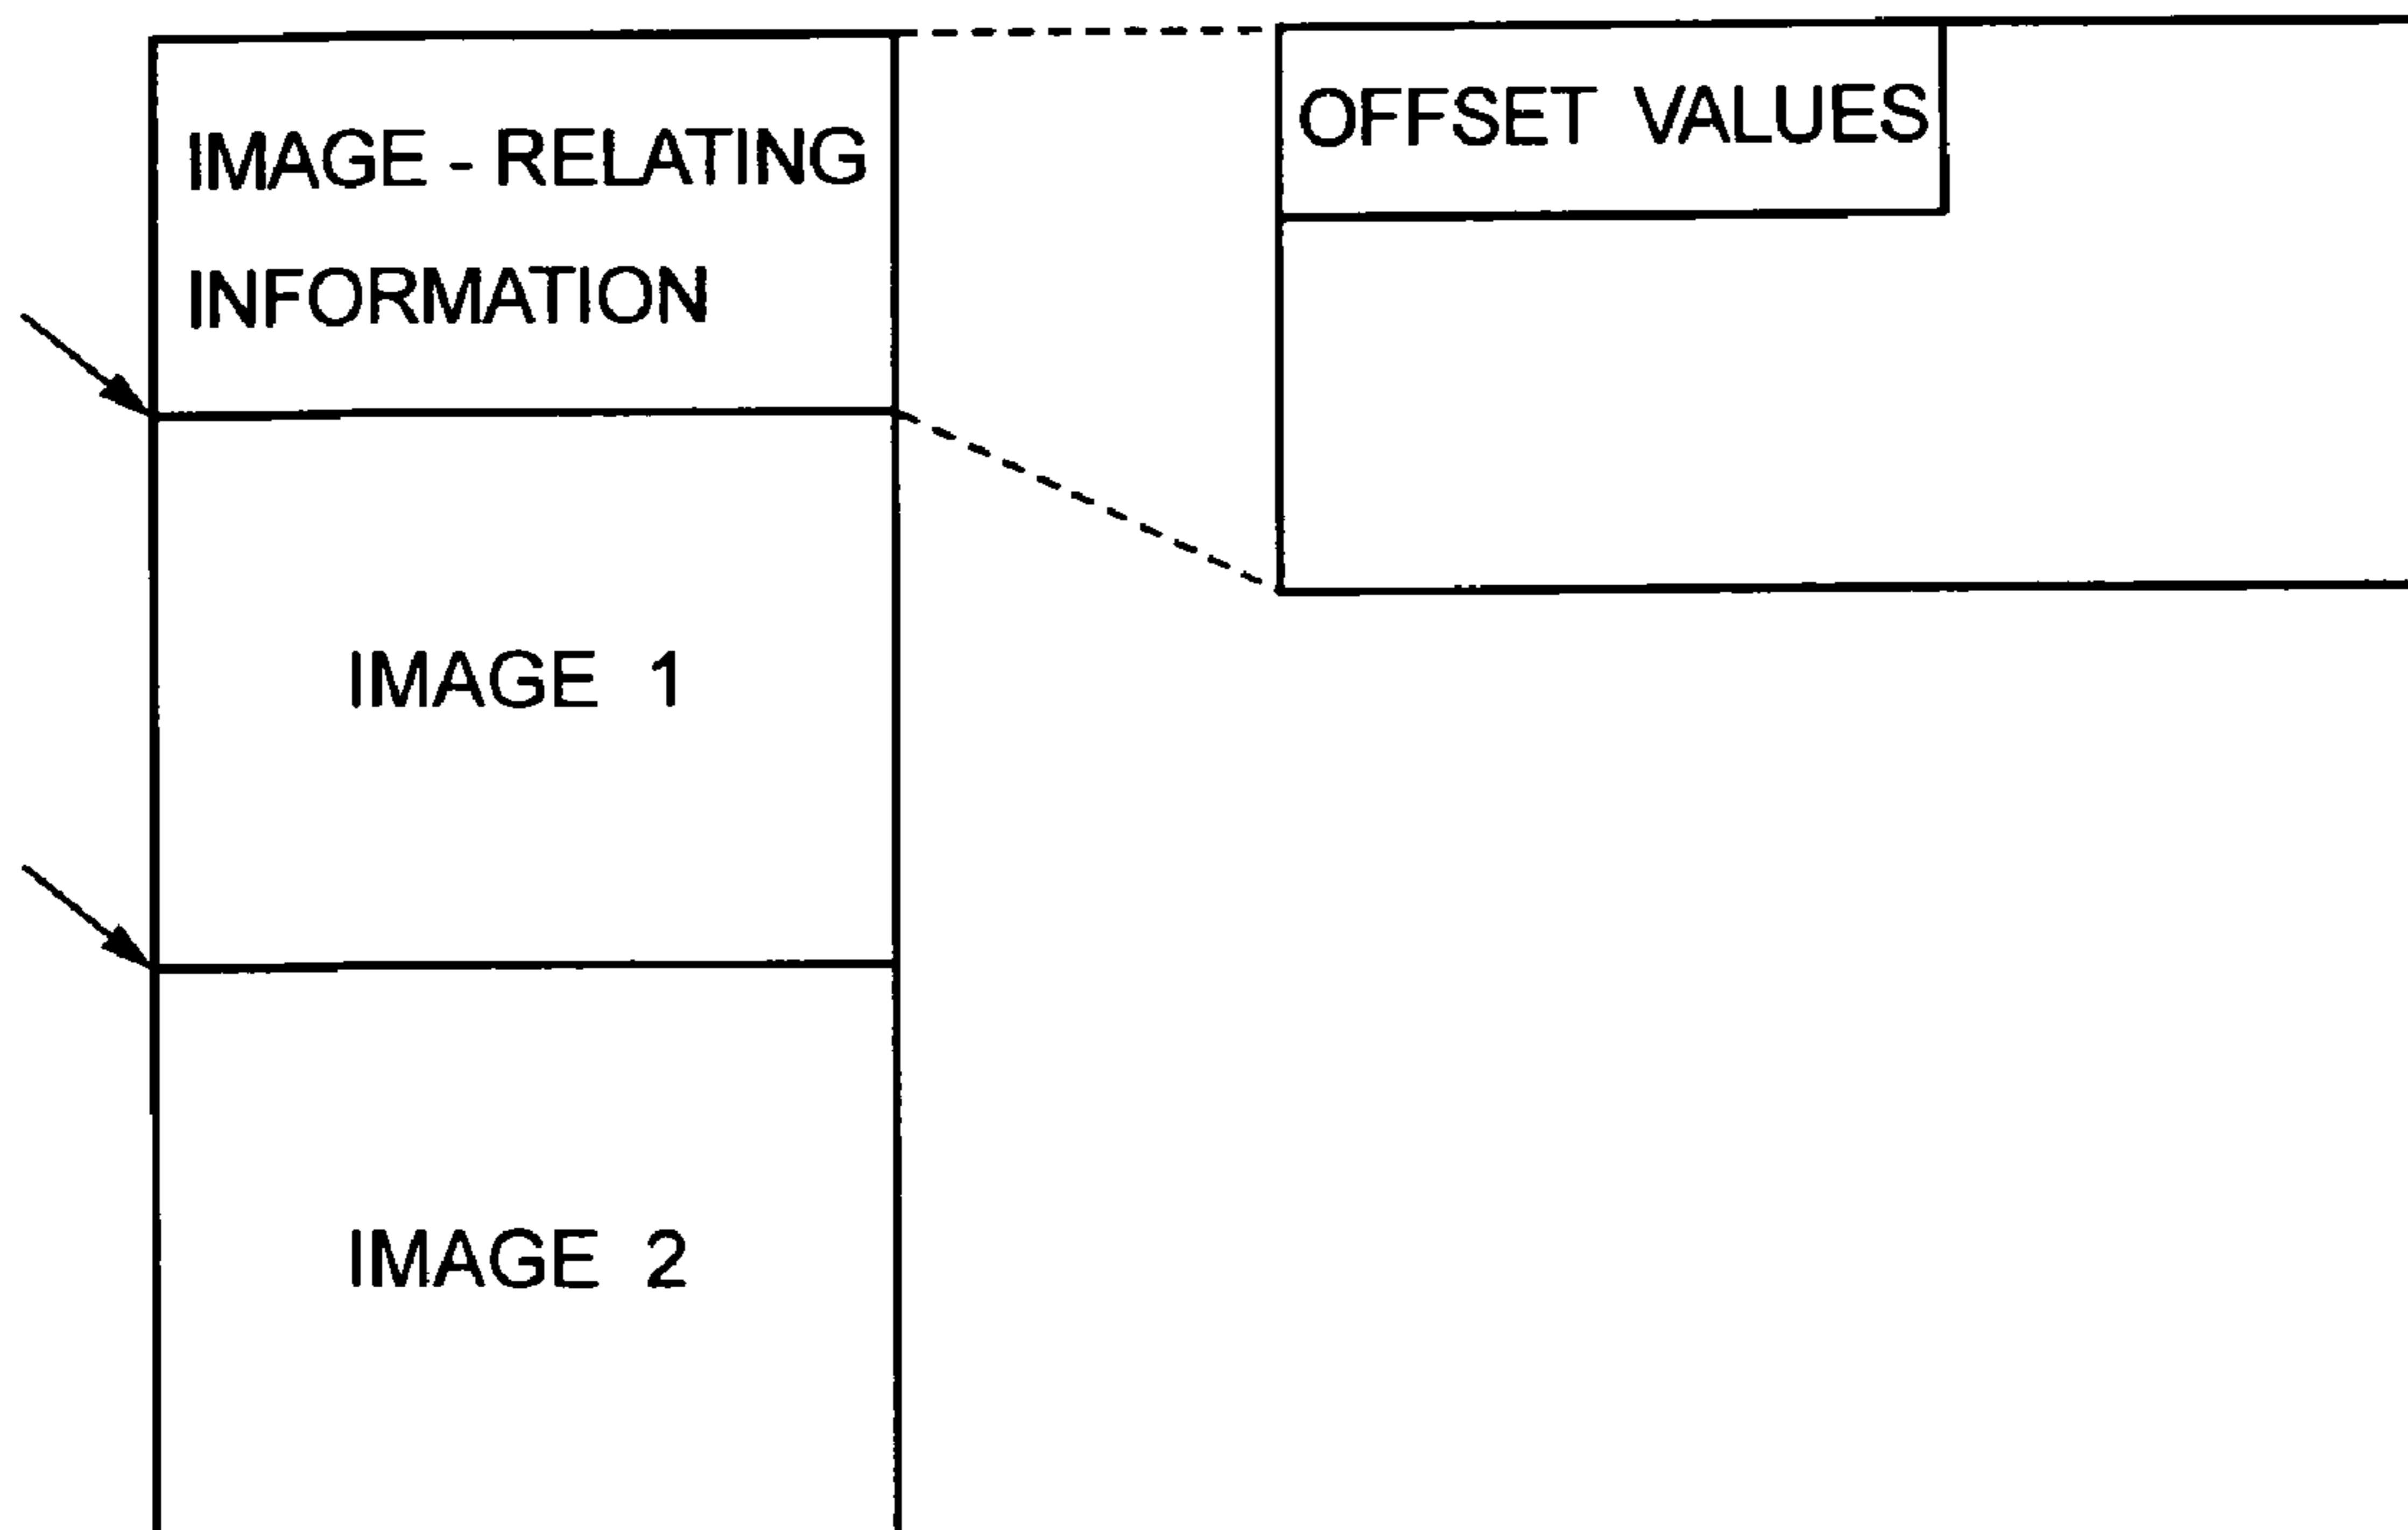 IMAGE - RELATING
INFORMATION
OFFSET VALUES
IMAGE 1
IMAGE 2